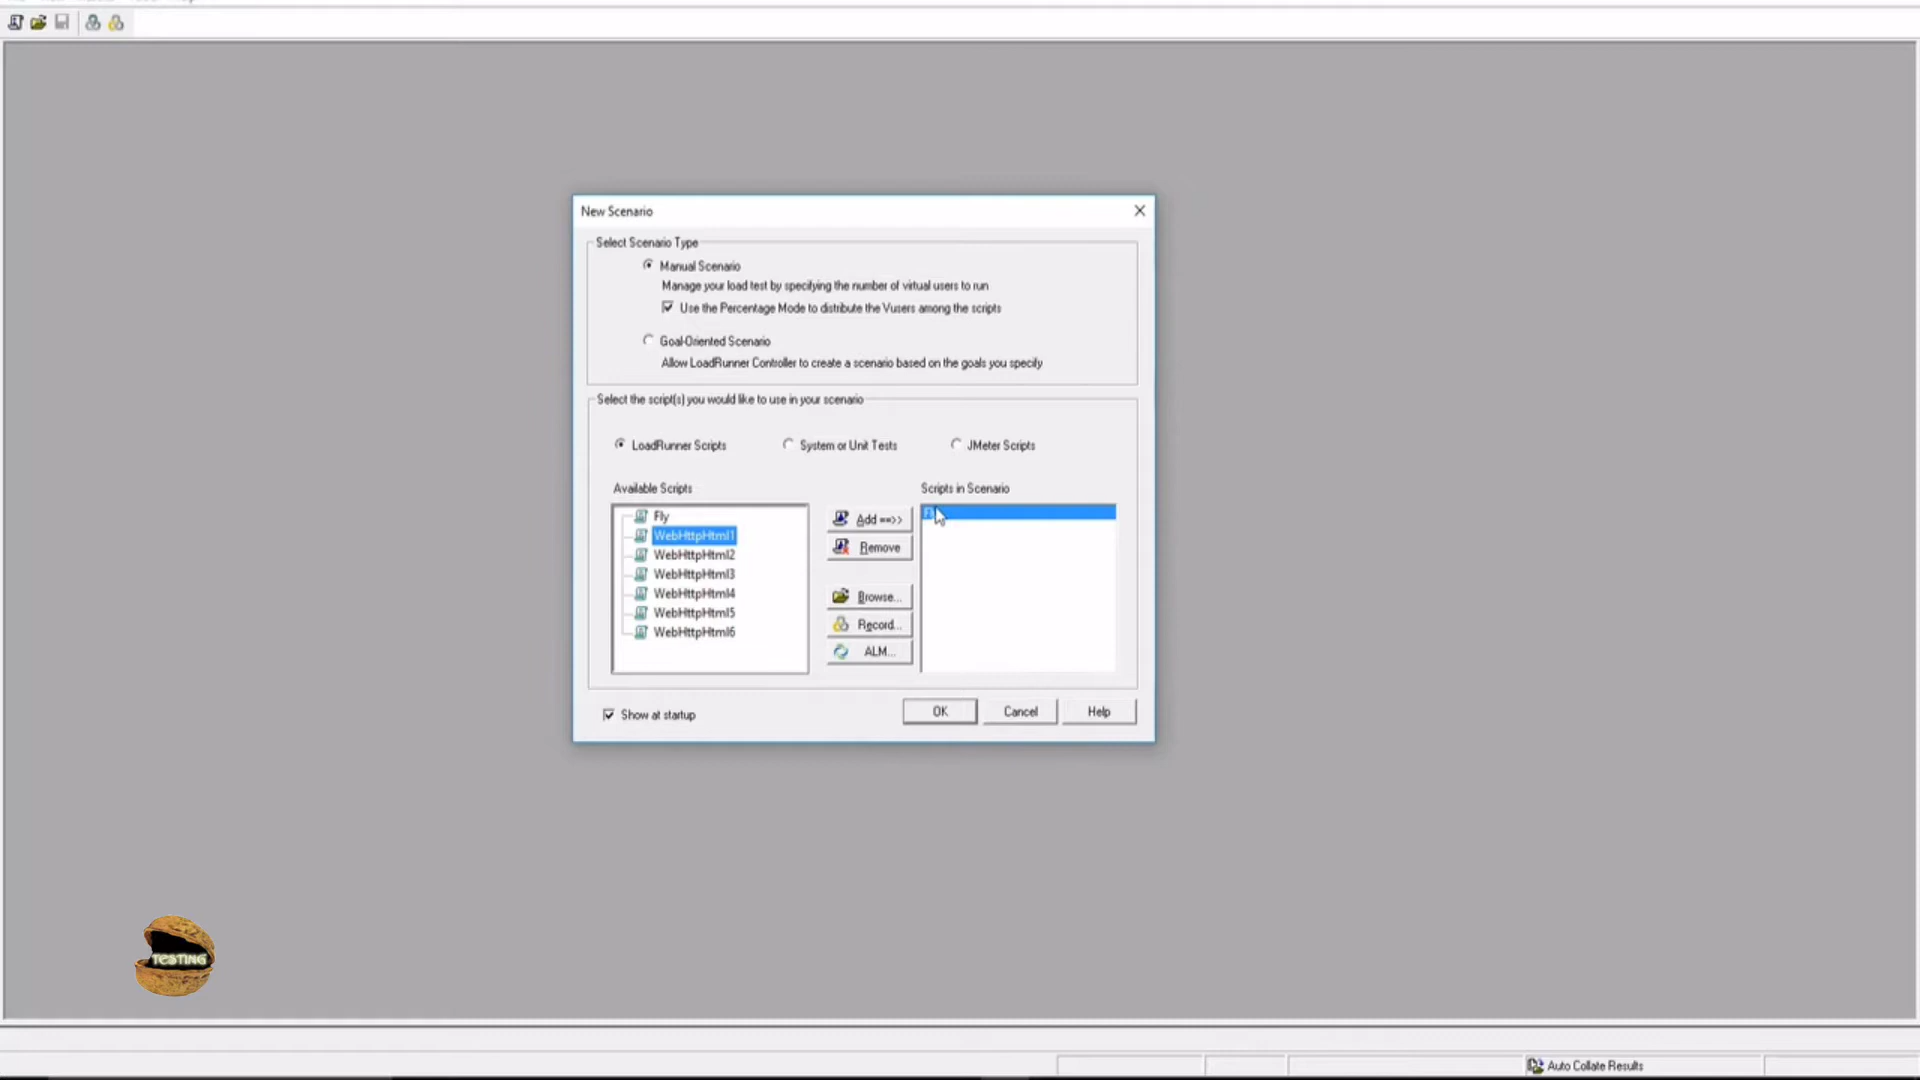 New Scenario
Select Scenario Type
Manual Scenario
Manage your load test by specifying the number of virtual users to run
Use the Percentage Mode to distribute the Vusers among the scripts
Goal-Oriented Scenario
Allow LoadRunner Controller to create a scenario based on the goals you specify
Select the script(s) you would like to use in your scenario
LoadRunner Scripts System or Unit Tests JMeter Scripts
Available Scripts Scripts in Scenario
Fly
WebHttpHtml1
WebHttpHtml2
WebHttpHtml3
WebHttpHtml4
WebHttpHtml5
WebHttpHtml6
Add ==>>
Remove
Browse...
Record...
ALM...
Show at startup OK Cancel Help
TESTING
Auto Collate Results